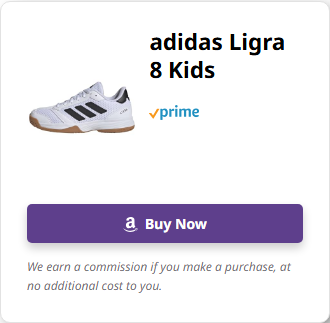 adidas Ligra
8 Kids
prime
Buy Now
We earn a commission if you make a purchase, at
no additional cost to you.